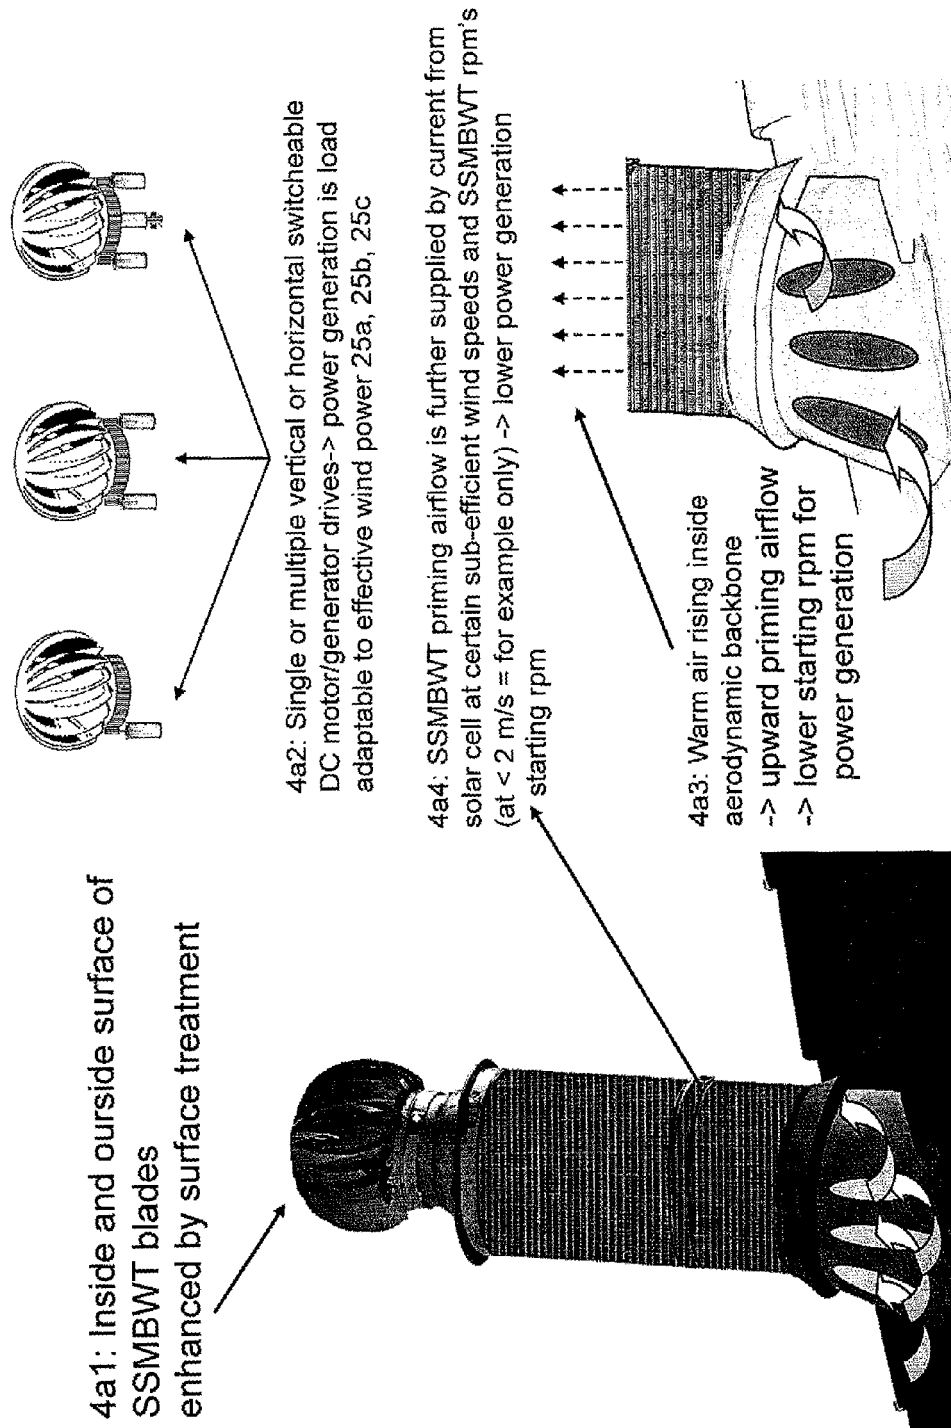 4a1: Inside and ourside surface of
SSMBWT blades
enhanced by surface treatment
4a2: Single or multiple vertical or horizontal switcheable
DC motor/generator drives--> power generation is load
adaptable to effective wind power 25a, 25b, 25c
4a4: SSMBWT priming airflow is further supplied by current from
solar cell at certain sub-efficient wind speeds and SSMBWT rpm's
(at < 2 m/s = for example only) -> lower power generation
starting rpm
4a3: Warm air rising inside
aerodynamic backbone
-> upward priming airflow
-> lower starting rpm for
power generation